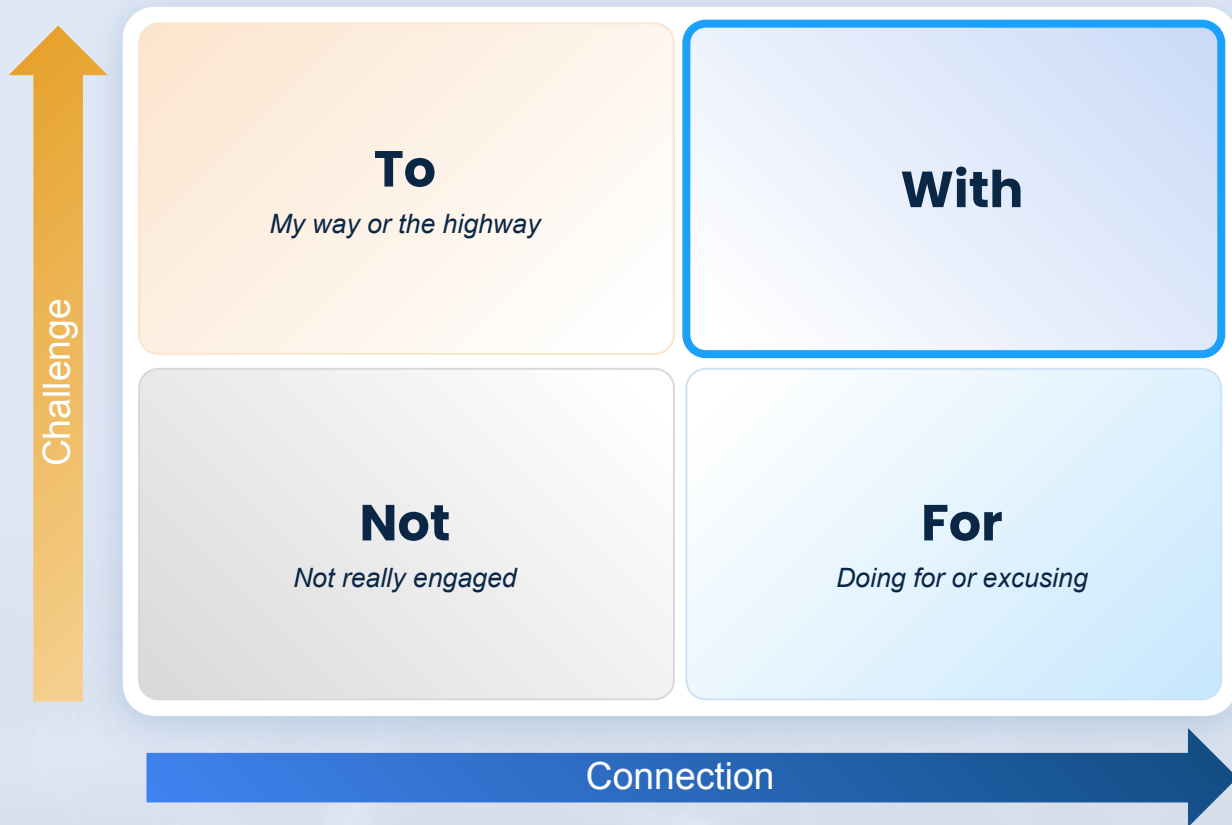 Challenge
To
My way or the highway
With
Not
Not really engaged
For
Doing for or excusing
Connection